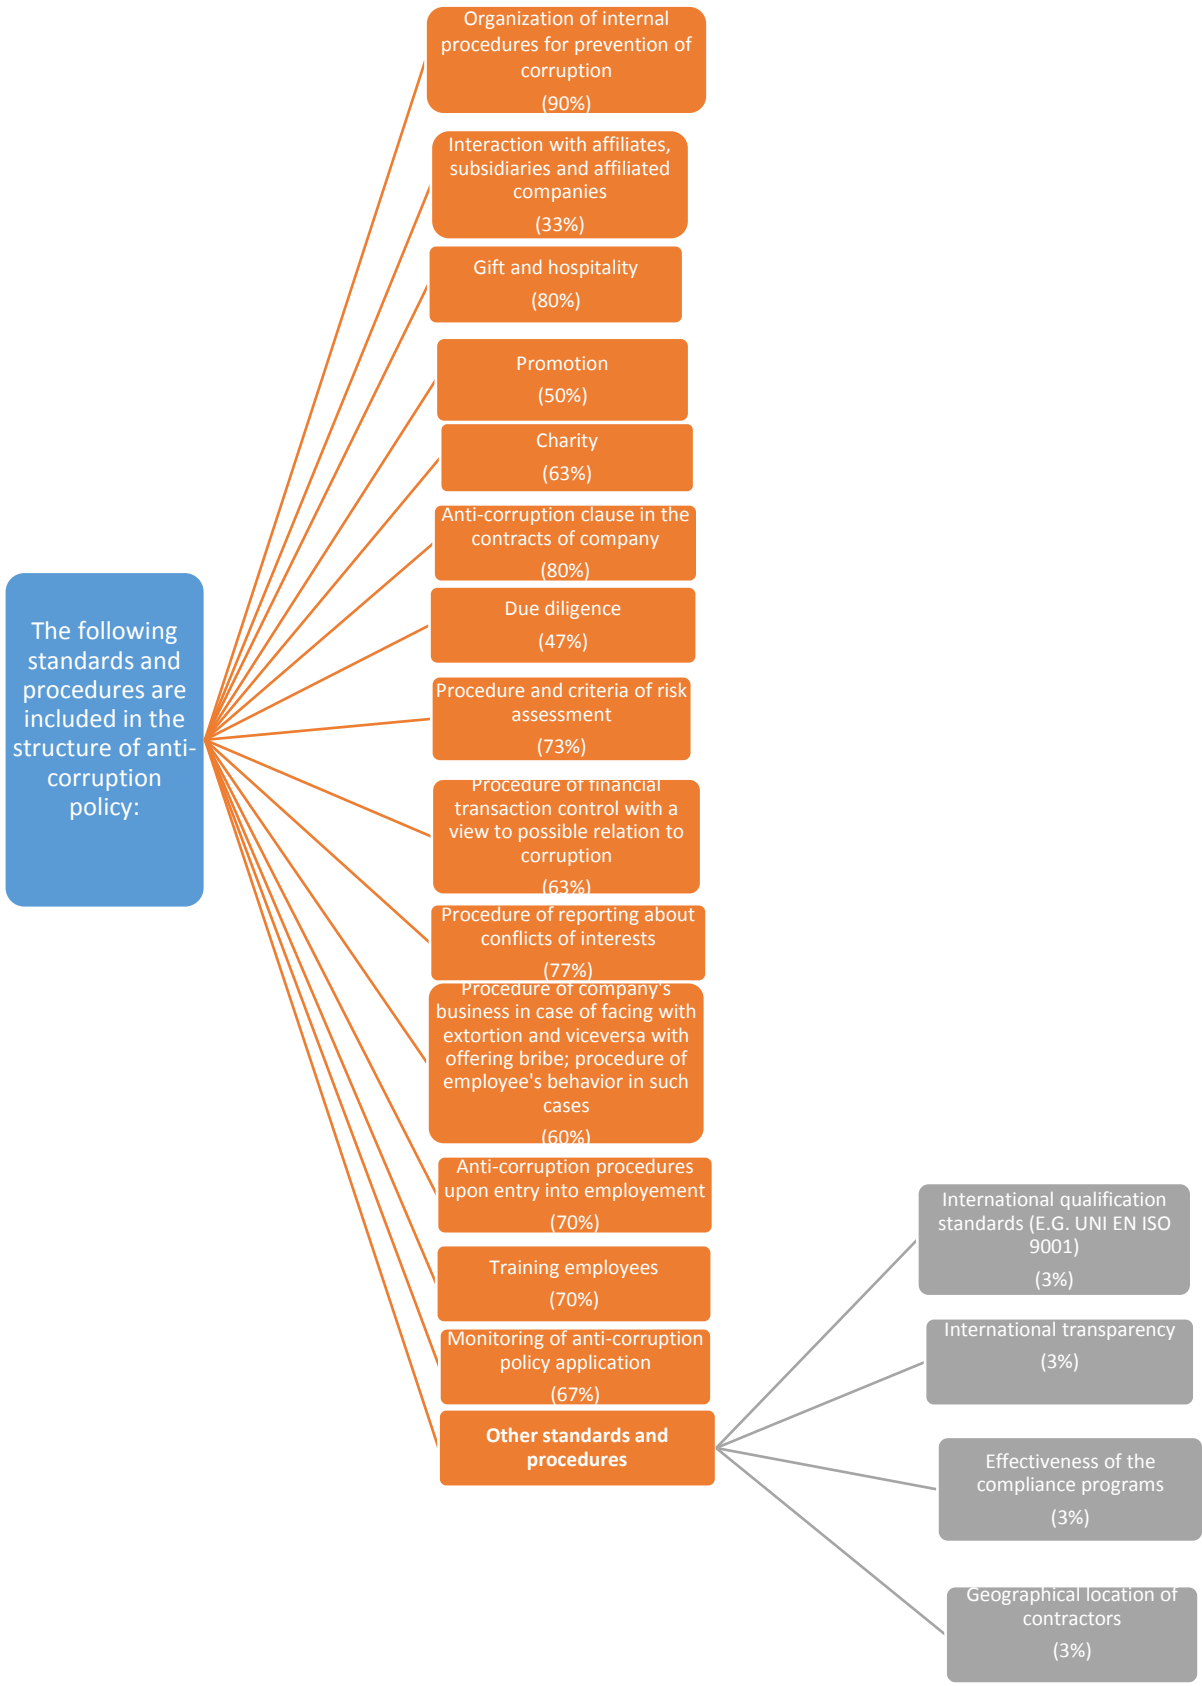 The following
standards and
procedures are
included in the
structure of anti-
corruption
policy:
Organization of internal
procedures for prevention of
corruption
(90%)
Interaction with affiliates,
subsidiaries and affiliated
companies
(33%)
Gift and hospitality
(80%)
Promotion
(50%)
Charity
(63%)
Anti-corruption clause in the
contracts of company
(80%)
Due diligence
(47%)
Procedure and criteria of risk
assessment
(73%)
Procedure of financial
transaction control with a
view to possible relation to
corruption
(63%)
Procedure of reporting about
conflicts of interests
(77%)
Procedure of company's
business in case of facing with
extortion and viceversa with
offering bribe; procedure of
employee's behavior in such
cases
(60%)
Anti-corruption procedures
upon entry into employement
(70%)
Training employees
(70%)
Monitoring of anti-corruption
policy application
(67%)
Other standards and
procedures
International qualification
standards (E.G. UNI EN ISO
9001)
(3%)
International transparency
(3%)
Effectiveness of the
compliance programs
(3%)
Geographical location of
contractors
(3%)